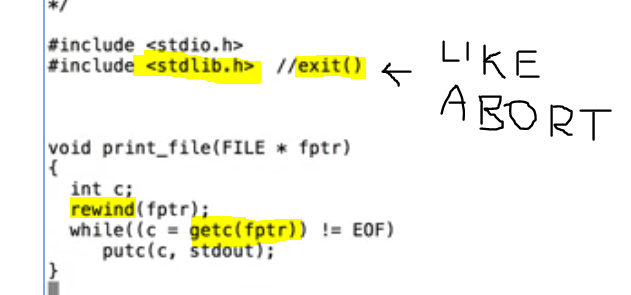 */
#include <stdio.h>
#include <stdlib.h> //exit() ← LIKE
ABORT
void print_file(FILE * fptr)
{
int c;
rewind(fptr);
while((c = getc(fptr)) != EOF)
putc(c, stdout);
}